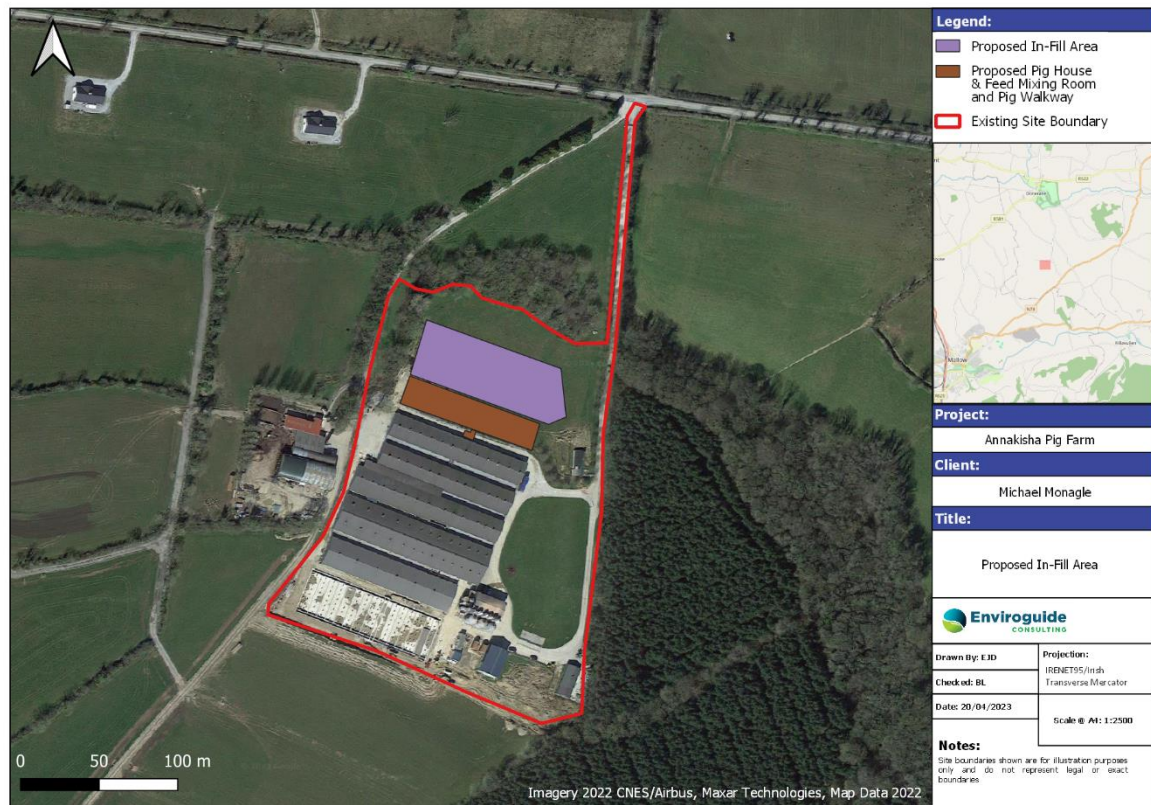 Legend:
Proposed In-Fill Area
Proposed Pig House
& Feed Mixing Room
and Pig Walkway
Existing Site Boundary
Mallow
Project:
Annakisha Pig Farm
Client:
Michael Monagle
Title:
Proposed In-Fill Area
Enviroguide
CONSULTING
Drawn By: EJD
Checked: BL
Date: 20/04/2023
Projection:
IRENET95/Irish
Transverse Mercator
Scale @ A4: 1:2500
Notes:
Site boundaries shown are for illustration purposes
only and do not represent legal or exact
boundaries
0 50 100 m
Imagery 2022 CNES/Airbus, Maxar Technologies, Map Data 2022